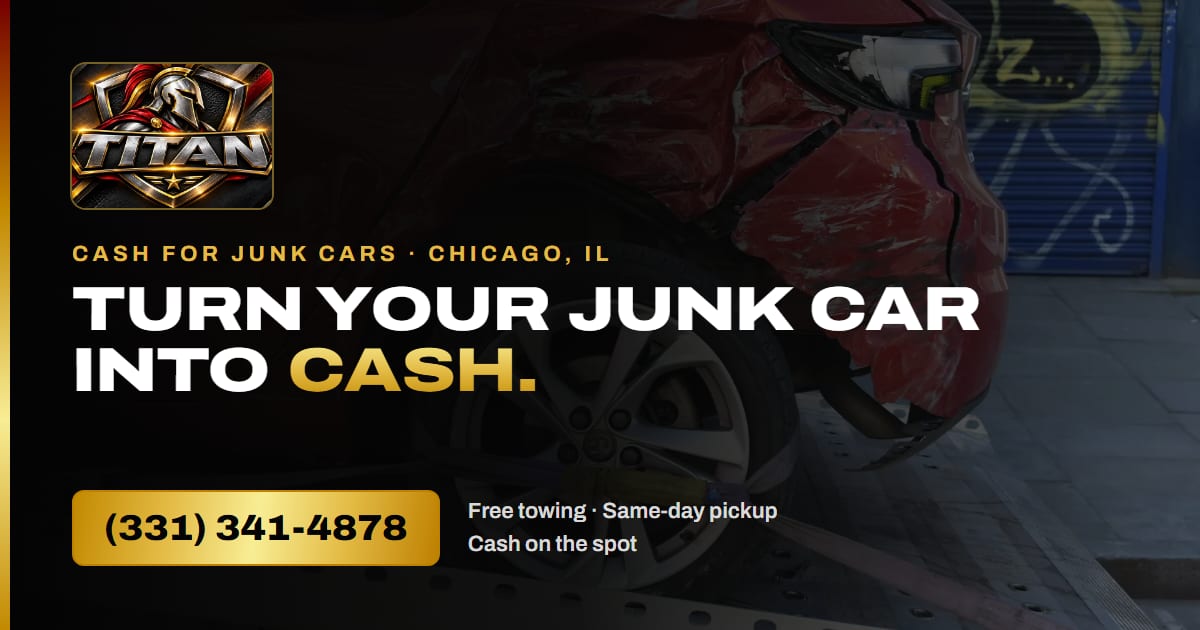 TITAN
CASH FOR JUNK CARS · CHICAGO, IL
TURN YOUR JUNK CAR
INTO CASH.
(331) 341-4878
Free towing · Same-day pickup
Cash on the spot